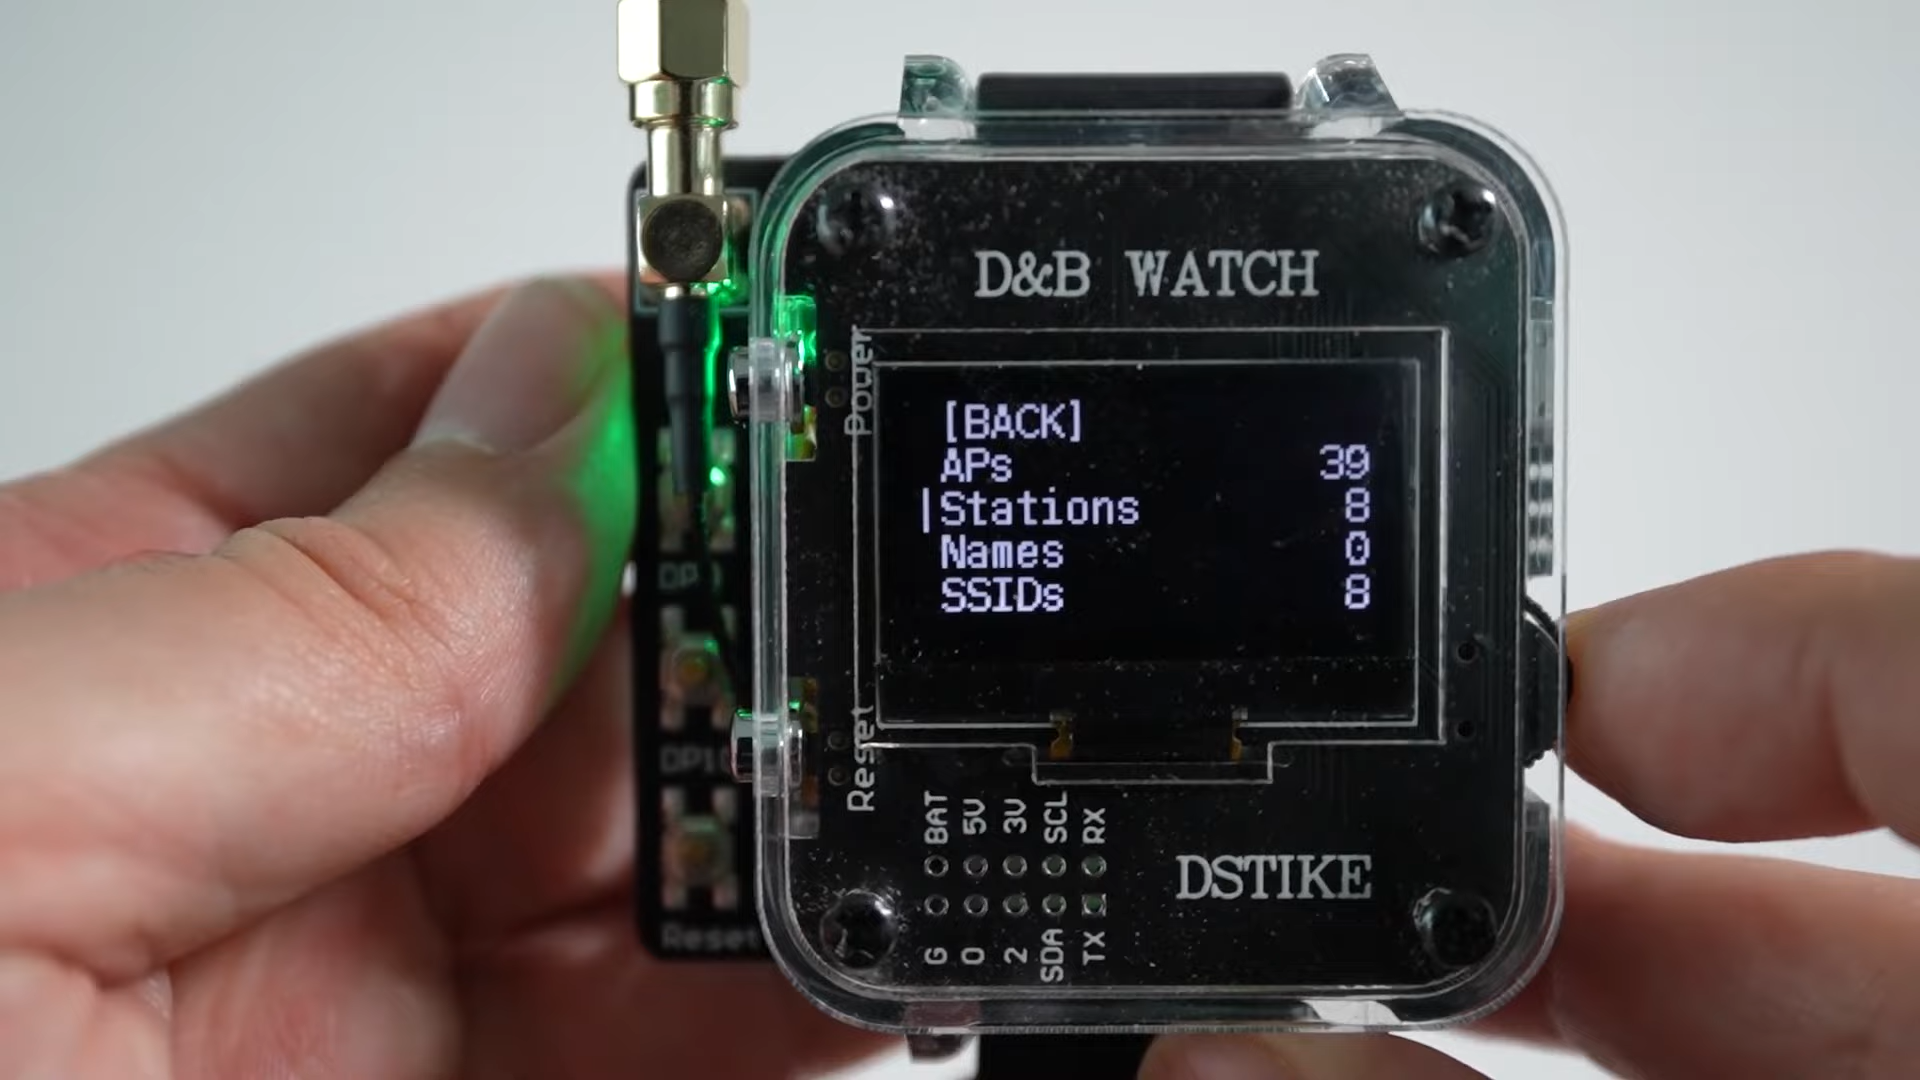 D&B WATCH
Power
[BACK]
APs 39
|Stations 8
Names 0
SSIDs 8
Reset
BAT 5V 3V SCL RX
G 0 2 SDA TX
DSTIKE
Reset